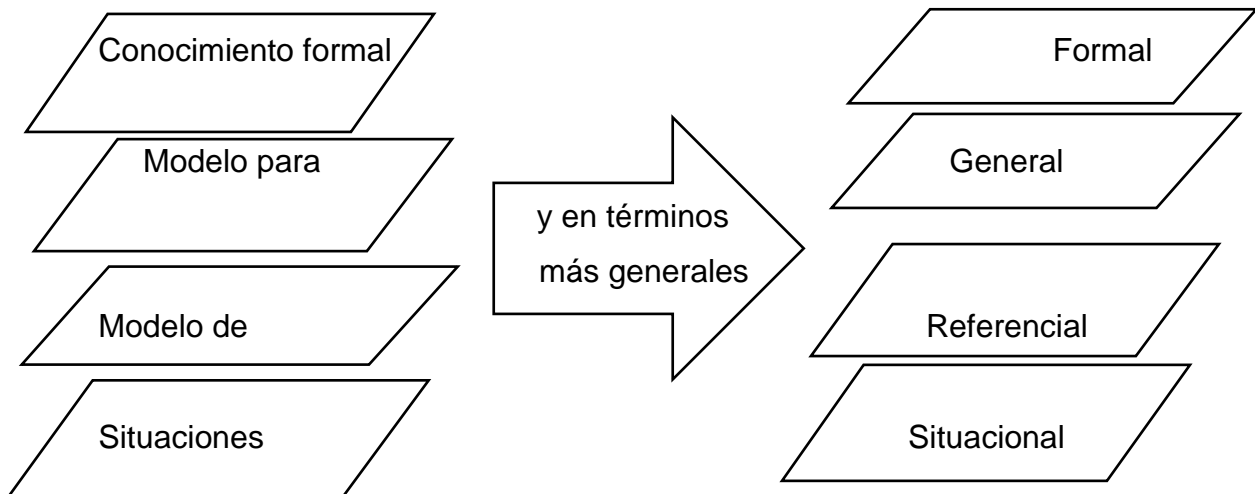 Conocimiento formal
Modelo para
Modelo de
Situaciones
y en términos
más generales
Formal
General
Referencial
Situacional